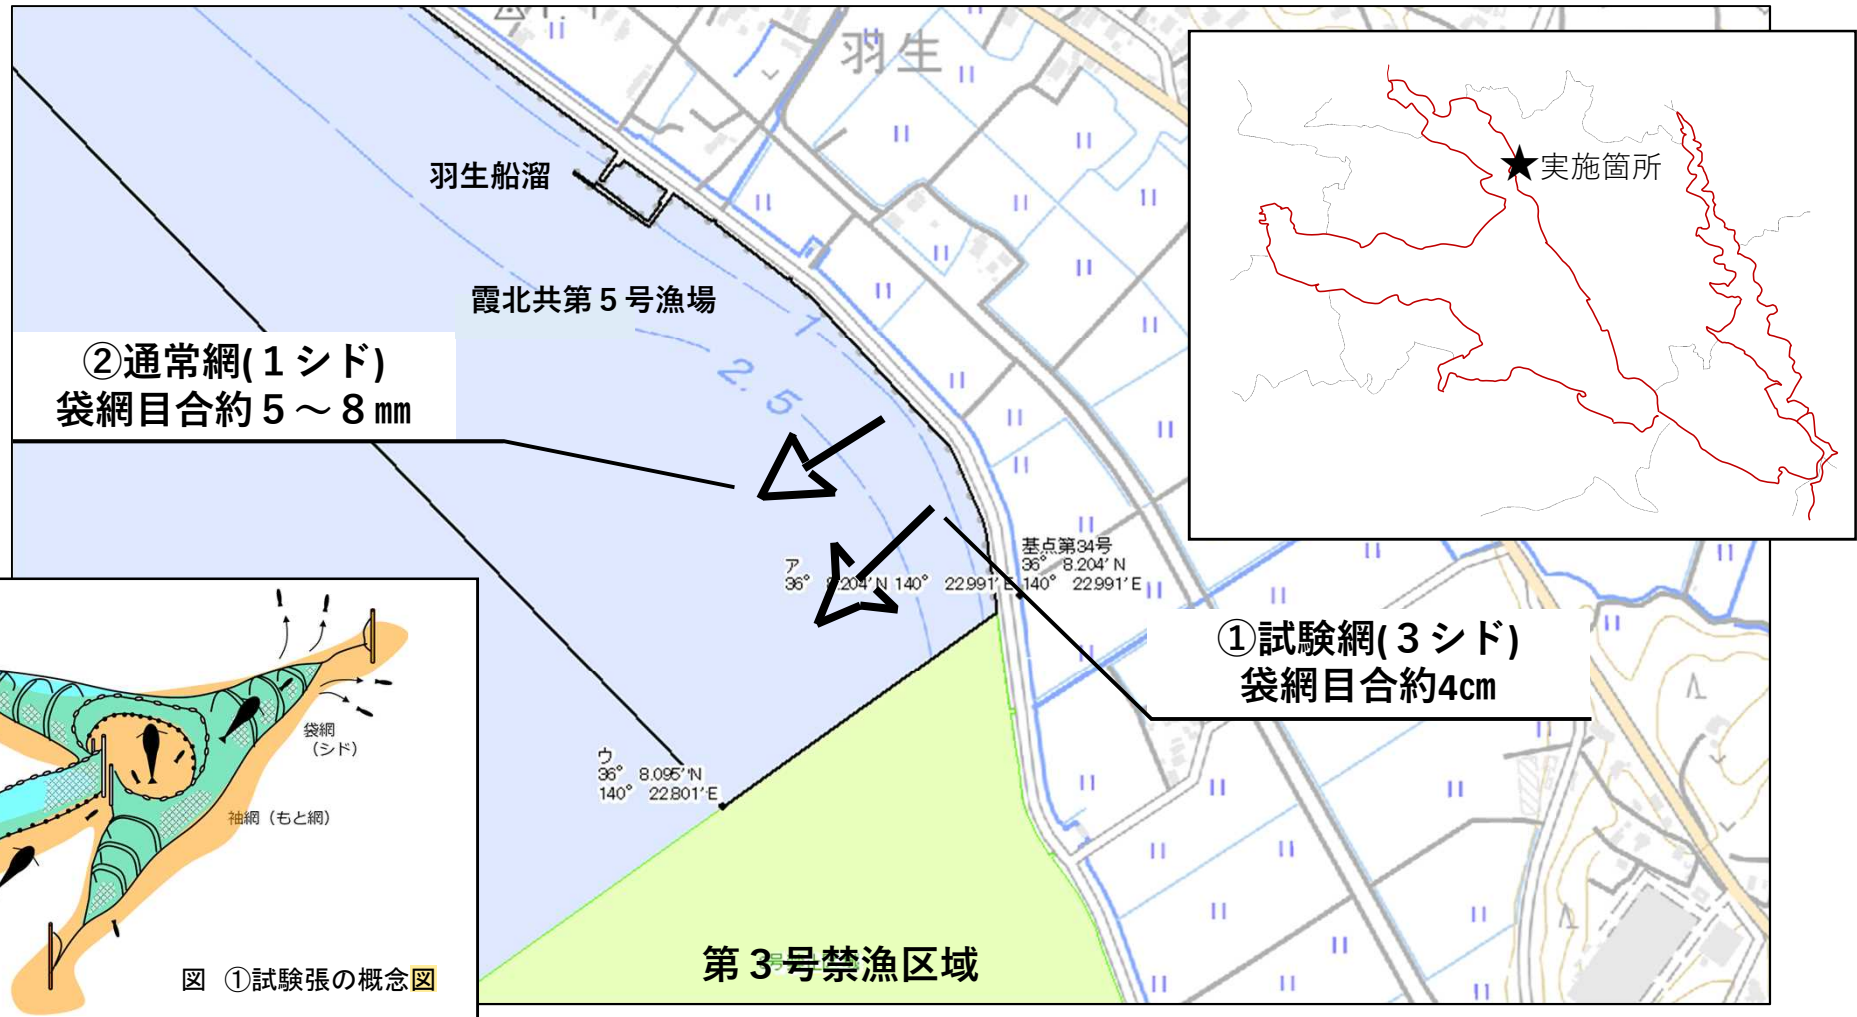 羽生
羽生船溜
霞北共第５号漁場
②通常網(１シド)
袋網目合約５～８㎜
1
2.5
★実施箇所
ア
36° 8.204'N 140° 22.991'E
基点第34号
36° 8.204'N
140° 22.991'E
①試験網(３シド)
袋網目合約4㎝
ウ
36° 8.095'N
140° 22.801'E
袋網
（シド）
袖網（もと網）
図 ①試験張の概念図
第３号禁漁区域